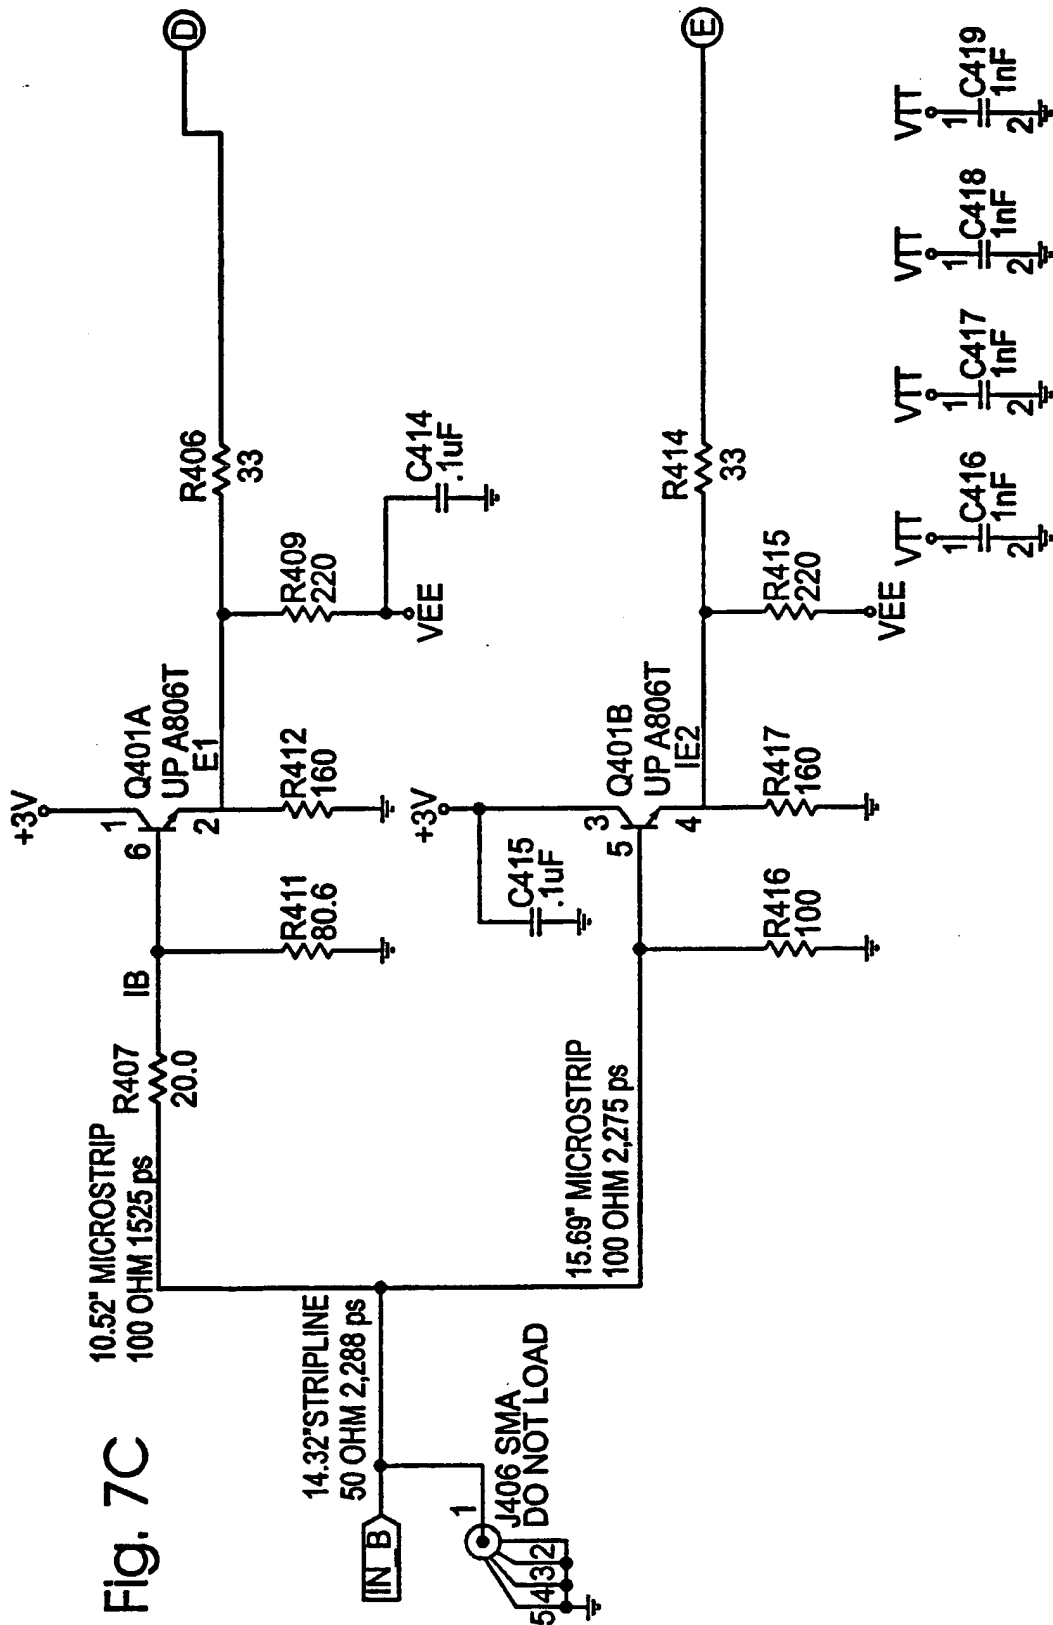 Fig. 7C
10.52" MICROSTRIP
100 OHM 1525 ps
R407
20.0
IB
R411
80.6
+3V
1
6
2
Q401A
UP A806T
E1
R412
160
R409
220
VEE
C414
.1uF
R406
33
D
14.32" STRIPLINE
50 OHM 2,288 ps
IN B
1
J406 SMA
DO NOT LOAD
5 4 3 2
15.69" MICROSTRIP
100 OHM 2,275 ps
+3V
C415
.1uF
3
5
4
Q401B
UP A806T
IE2
R416
100
R417
160
R415
220
VEE
R414
33
E
VTT
1
C416
1nF
2
VTT
1
C417
1nF
2
VTT
1
C418
1nF
2
VTT
1
C419
1nF
2